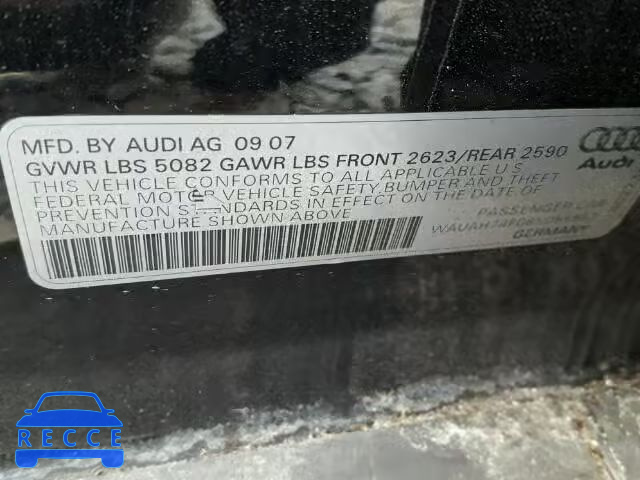 MFD. BY AUDI AG 09 07
GVWR LBS 5082 GAWR LBS FRONT 2623/REAR 2590
THIS VEHICLE CONFORMS TO ALL APPLICABLE U S
FEDERAL MOTOR VEHICLE SAFETY, BUMPER AND THEFT
PREVENTION STANDARDS IN EFFECT ON THE DATE OF
MANUFACTURE SHOWN ABOVE
Audi
PASSENGER
GERMANY
RECCE